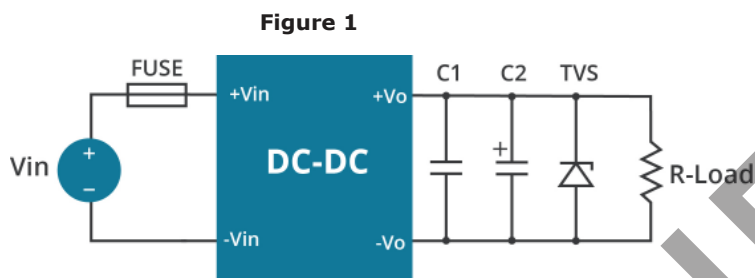 Figure 1
FUSE
C1 C2 TVS
+Vin +Vo
+
Vin + DC-DC R-Load
−
-Vin -Vo